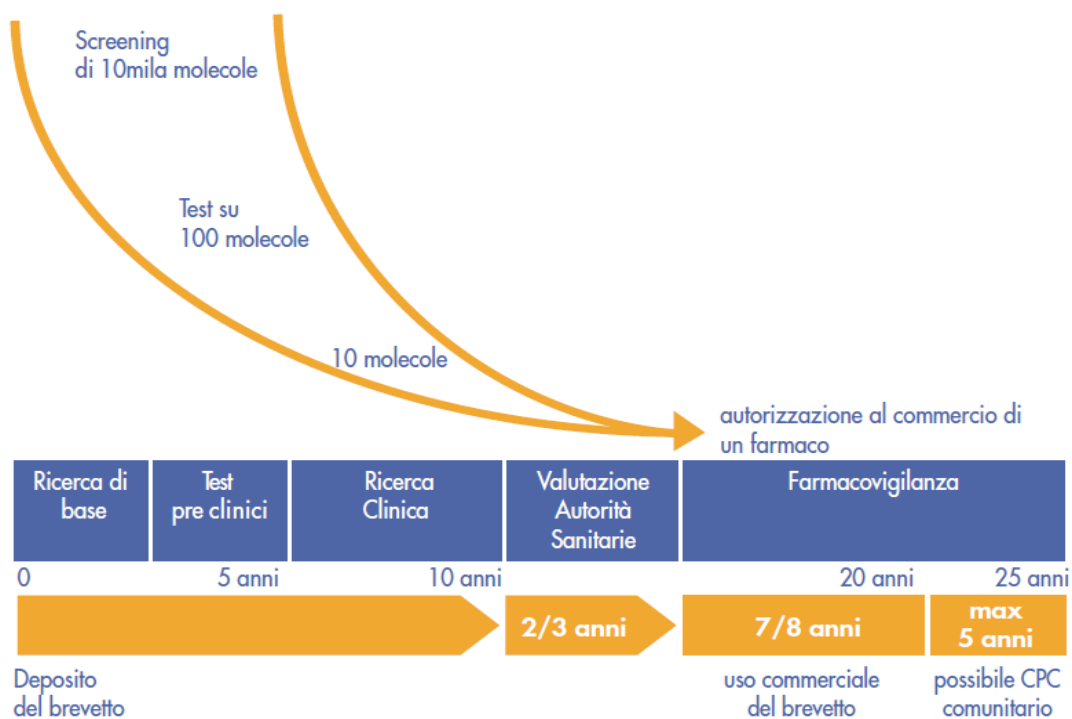 Screening
di 10mila molecole
Test su
100 molecole
10 molecole
autorizzazione al commercio di
un farmaco
Ricerca di
base
Test
pre clinici
Ricerca
Clinica
Valutazione
Autorità
Sanitarie
Farmacovigilanza
0
5 anni
10 anni
20 anni
25 anni
2/3 anni
7/8 anni
max
5 anni
Deposito
del brevetto
uso commerciale
del brevetto
possibile CPC
comunitario